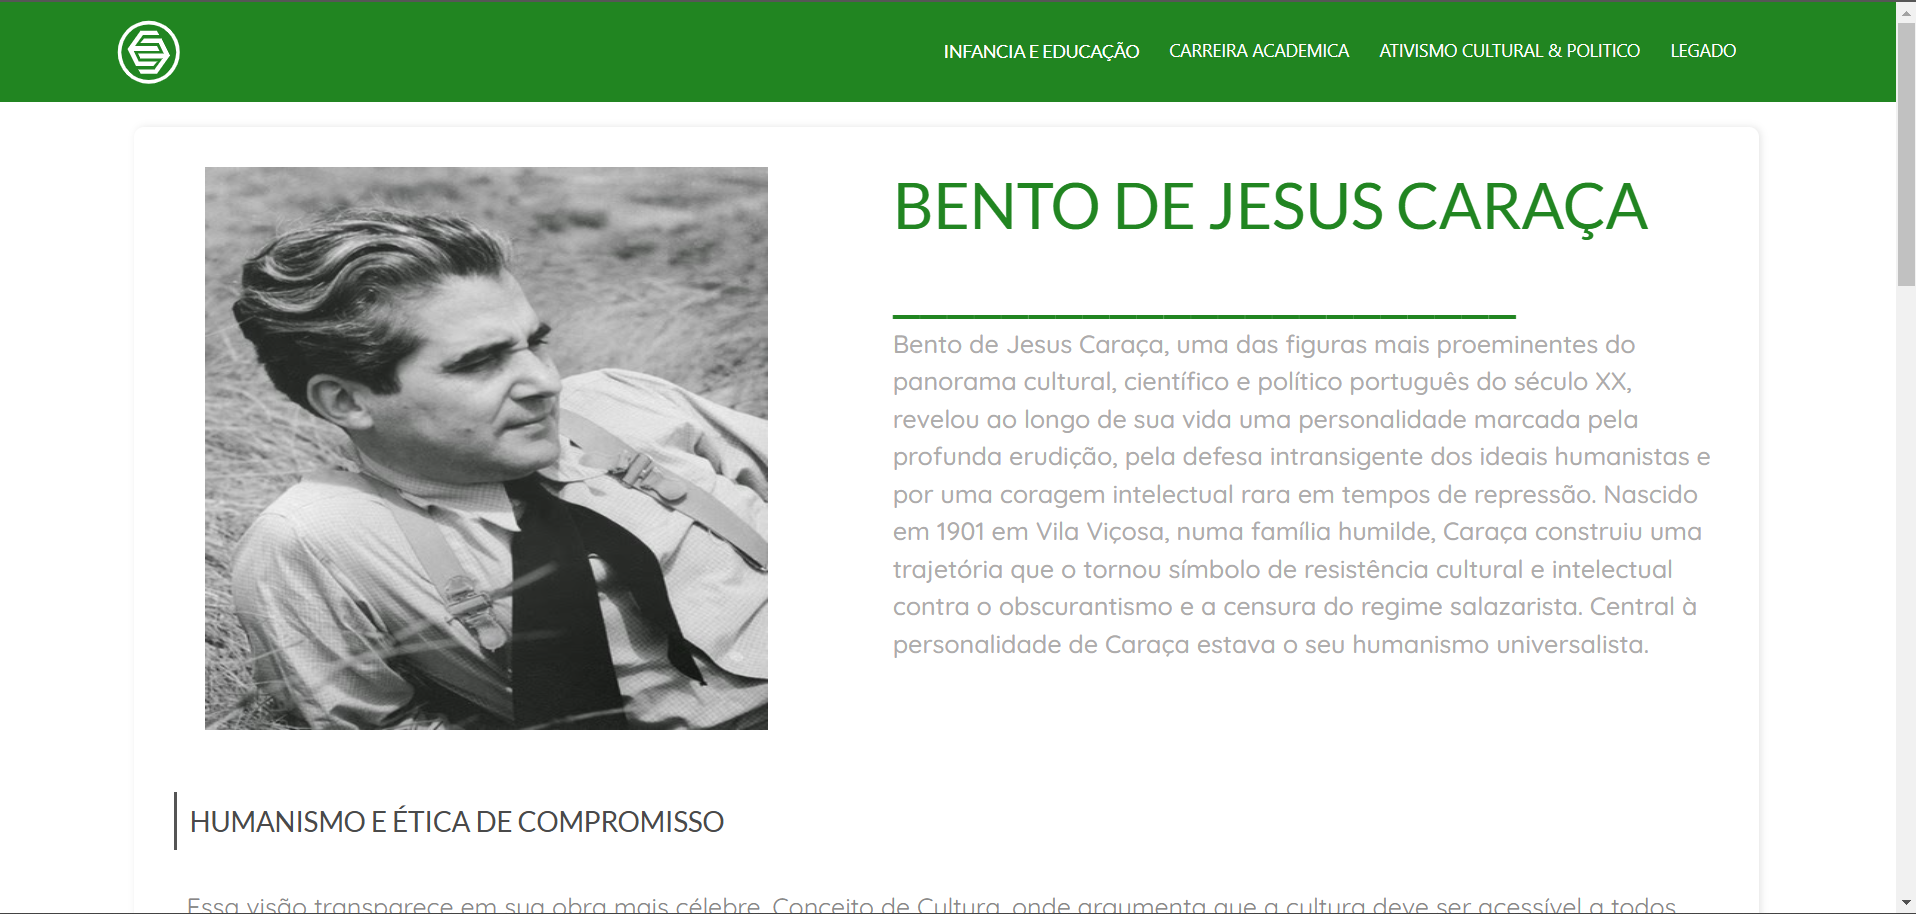 INFANCIA E EDUCAÇÃO
CARREIRA ACADEMICA
ATIVISMO CULTURAL & POLITICO
LEGADO
BENTO DE JESUS CARAÇA
Bento de Jesus Caraça, uma das figuras mais proeminentes do
panorama cultural, científico e político português do século XX,
revelou ao longo de sua vida uma personalidade marcada pela
profunda erudição, pela defesa intransigente dos ideais humanistas e
por uma coragem intelectual rara em tempos de repressão. Nascido
em 1901 em Vila Viçosa, numa família humilde, Caraça construiu uma
trajetória que o tornou símbolo de resistência cultural e intelectual
contra o obscurantismo e a censura do regime salazarista. Central à
personalidade de Caraça estava o seu humanismo universalista.
HUMANISMO E ÉTICA DE COMPROMISSO
Essa visão transparece em sua obra mais célebre, Conceito de Cultura, onde argumenta que a cultura deve ser acessível a todos